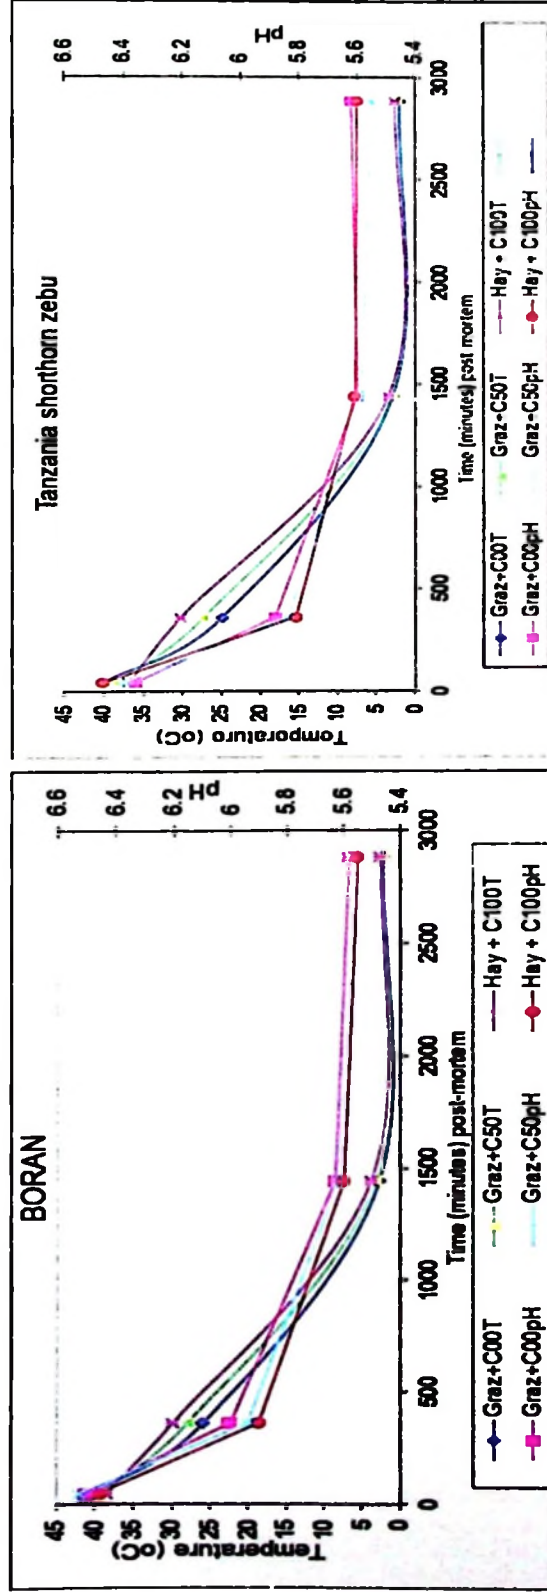 BORAN
Temperature (oC)
45
40
35
30
25
20
15
10
5
0
0
500
1000
1500
2000
2500
3000
Time (minutes) post-mortem
6.6
6.4
6.2
6
5.8
5.6
5.4
pH
Graz+C00T
Graz+C50T
Hay + C100T
Graz+C00pH
Graz+C50pH
Hay + C100pH
Tanzania shorthorn zebu
Temperature (oC)
45
40
35
30
25
20
15
10
5
0
0
500
1000
1500
2000
2500
3000
Time (minutes) post mortem
6.6
6.4
6.2
6
5.8
5.6
5.4
pH
Graz+C00T
Graz+C50T
Hay + C100T
Graz+C00pH
Graz+C50pH
Hay + C100pH